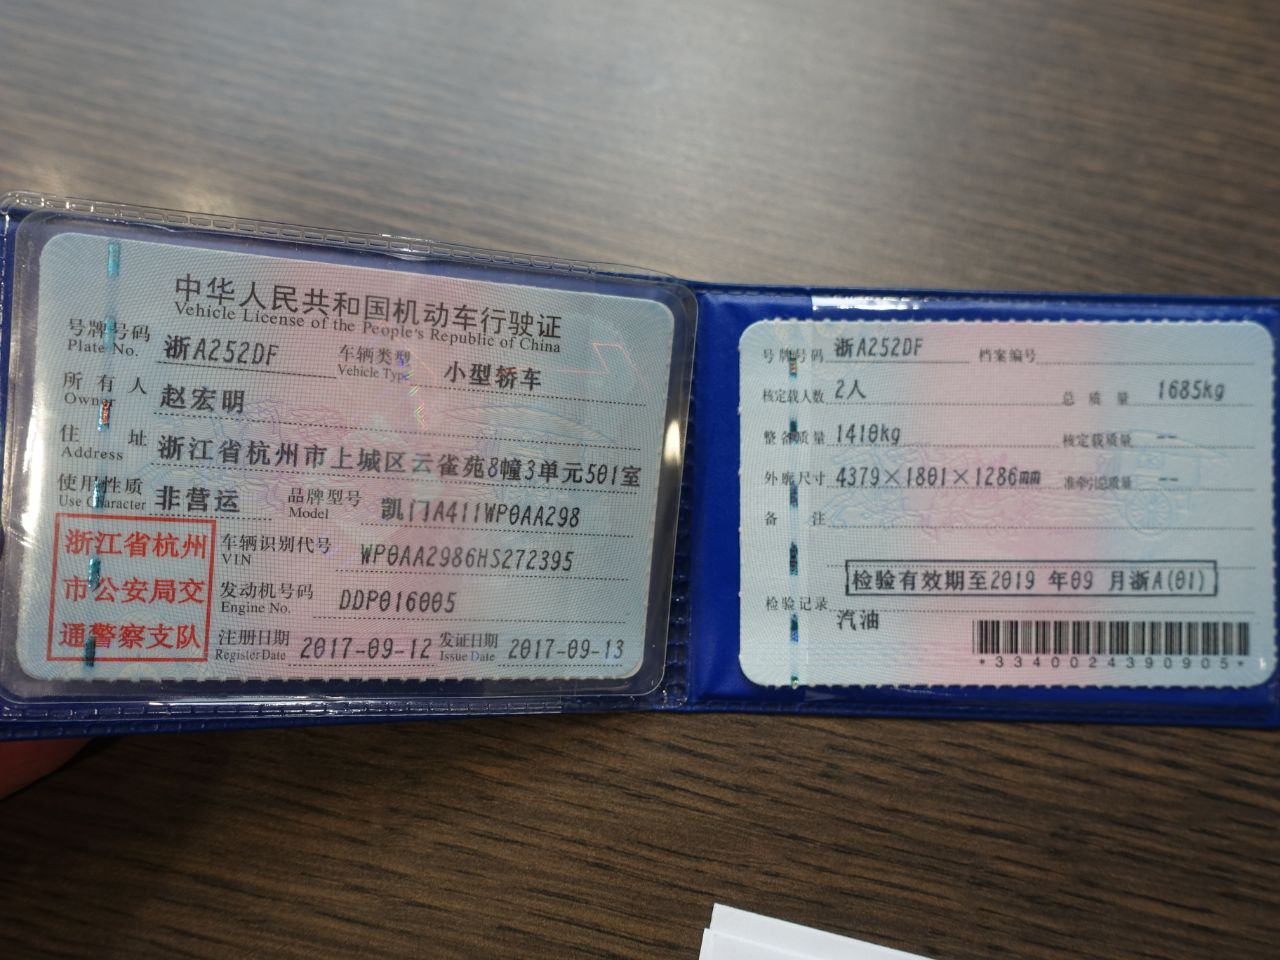 中华人民共和国机动车行驶证
Vehicle License of the People's Republic of China
号牌号码 浙A252DF 车辆类型 小型轿车
Plate No. Vehicle Type
所有人 赵宏明
Owner
住址 浙江省杭州市上城区云雀苑8幢3单元501室
Address
使用性质 非营运 品牌型号 凯门A411WP0AA298
Use Character Model
浙江省杭州
市公安局交
通警察支队
车辆识别代号 WP0AA2986HS272395
VIN
发动机号码 DDP016005
Engine No.
注册日期 2017-09-12 发证日期 2017-09-13
Register Date Issue Date
号牌号码 浙A252DF 档案编号
核定载人数 2人 总质量 1685kg
整备质量 1410kg 核定载质量 --
外廓尺寸 4379×1801×1286mm 准牵引总质量 --
备注
检验有效期至2019 年09 月浙A(01)
检验记录
汽油
*3340024390905*